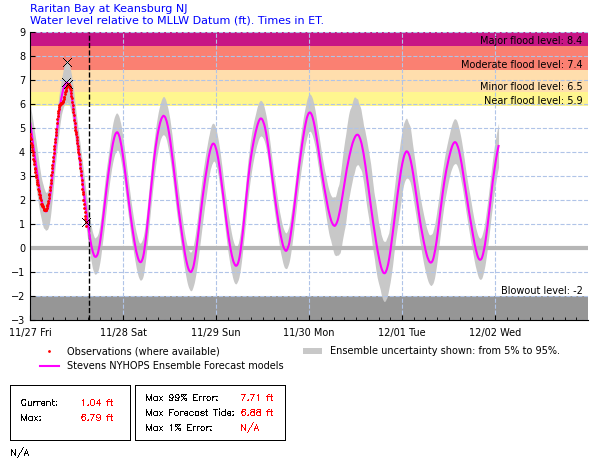 Raritan Bay at Keansburg NJ
Water level relative to MLLW Datum (ft). Times in ET.
9
8
7
6
5
4
3
2
1
0
−1
−2
−3
Major flood level: 8.4
Moderate flood level: 7.4
Minor flood level: 6.5
Near flood level: 5.9
Blowout level: -2
11/27 Fri 11/28 Sat 11/29 Sun 11/30 Mon 12/01 Tue 12/02 Wed
Observations (where available) Ensemble uncertainty shown: from 5% to 95%.
Stevens NYHOPS Ensemble Forecast models
Current: 1.04 ft
Max: 6.79 ft
Max 99% Error: 7.71 ft
Max Forecast Tide: 6.88 ft
Max 1% Error: N/A
N/A